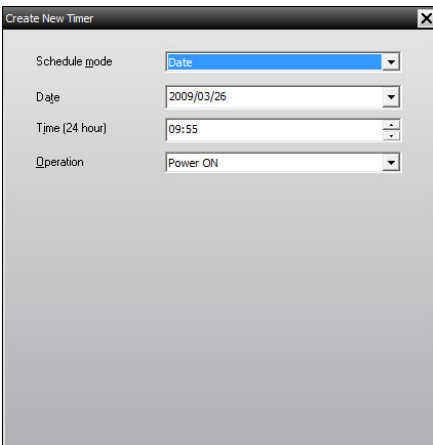 Create New Timer
Schedule mode Date
Date 2009/03/26
Time (24 hour) 09:55
Operation Power ON